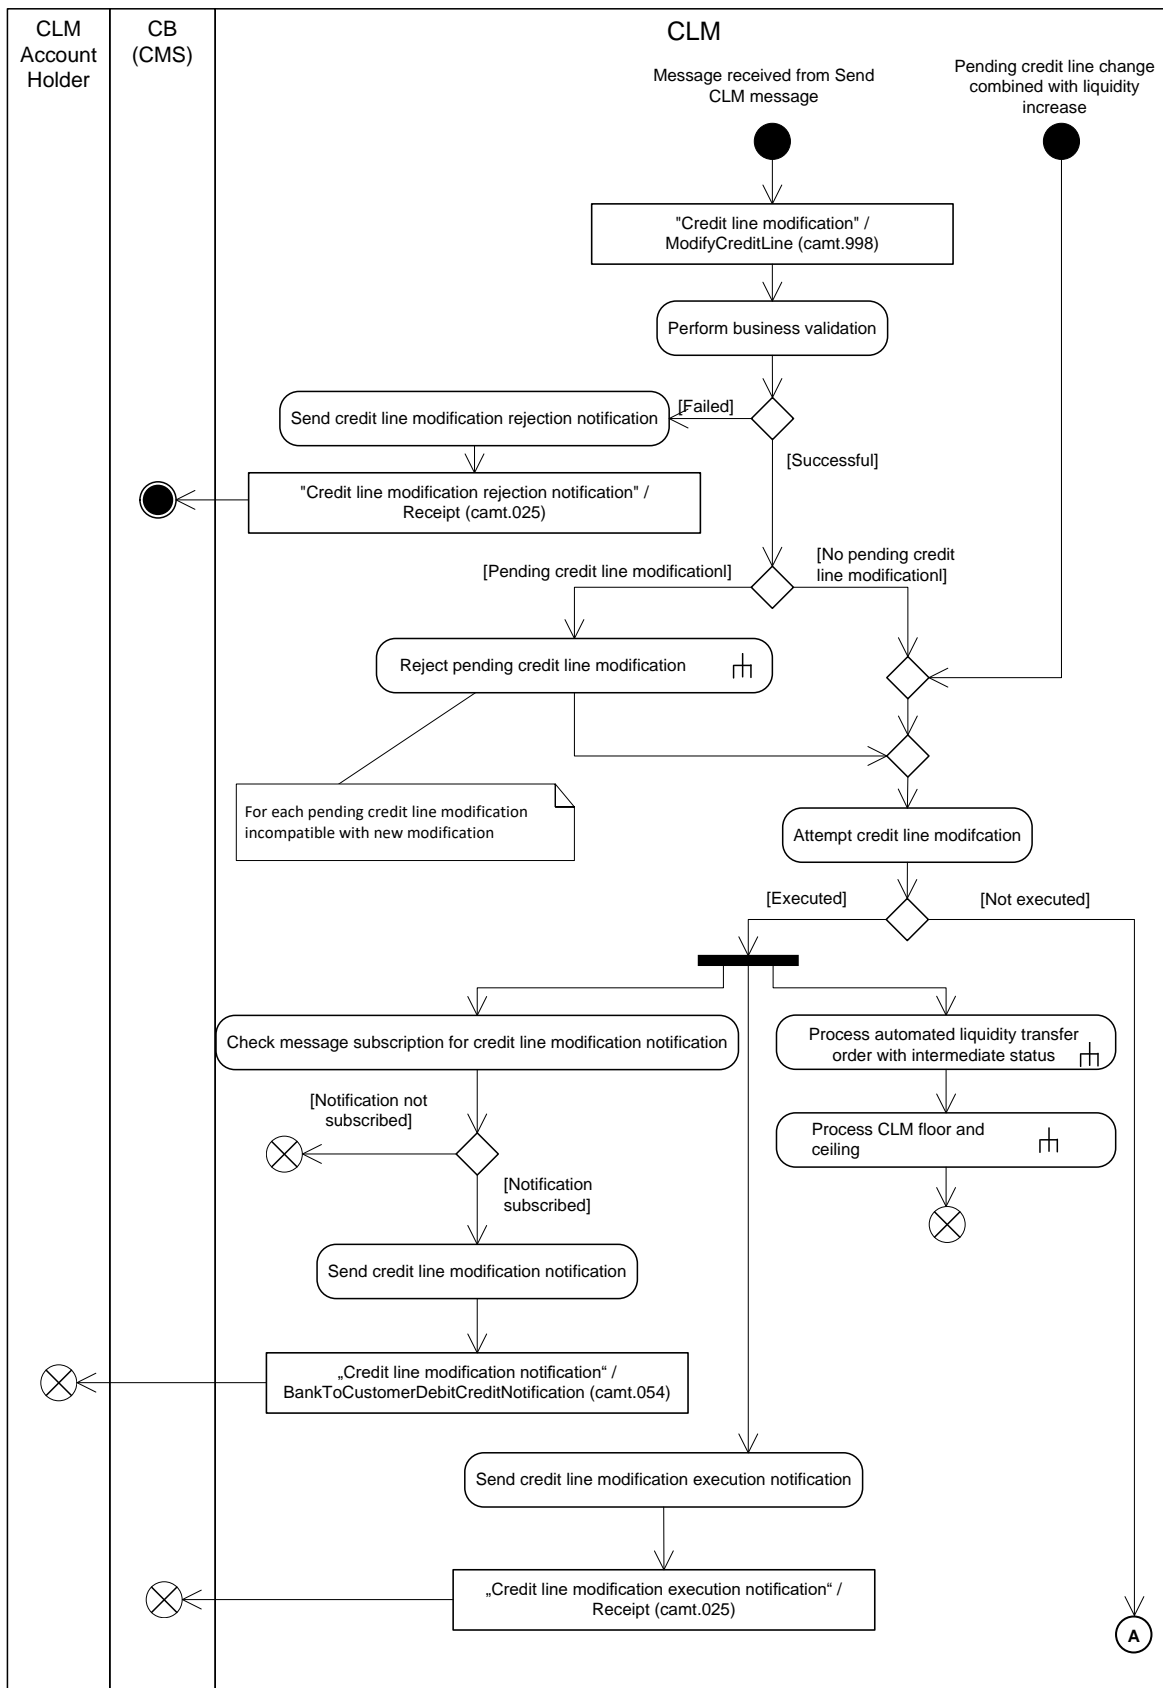 CLM
Account
Holder
CB
(CMS)
CLM
Message received from Send
CLM message
Pending credit line change
combined with liquidity
increase
"Credit line modification" /
ModifyCreditLine (camt.998)
Perform business validation
[Failed]
Send credit line modification rejection notification
[Successful]
"Credit line modification rejection notification" /
Receipt (camt.025)
[Pending credit line modificationl]
[No pending credit
line modificationl]
Reject pending credit line modification
For each pending credit line modification
incompatible with new modification
Attempt credit line modifcation
[Executed]
[Not executed]
Check message subscription for credit line modification notification
Process automated liquidity transfer
order with intermediate status
[Notification not
subscribed]
Process CLM floor and
ceiling
[Notification
subscribed]
Send credit line modification notification
„Credit line modification notification“ /
BankToCustomerDebitCreditNotification (camt.054)
Send credit line modification execution notification
„Credit line modification execution notification“ /
Receipt (camt.025)
A